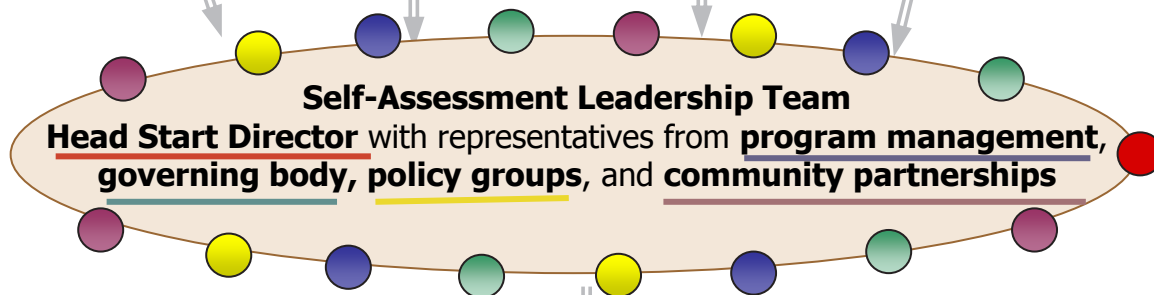 Self-Assessment Leadership Team
Head Start Director with representatives from program management,
governing body, policy groups, and community partnerships